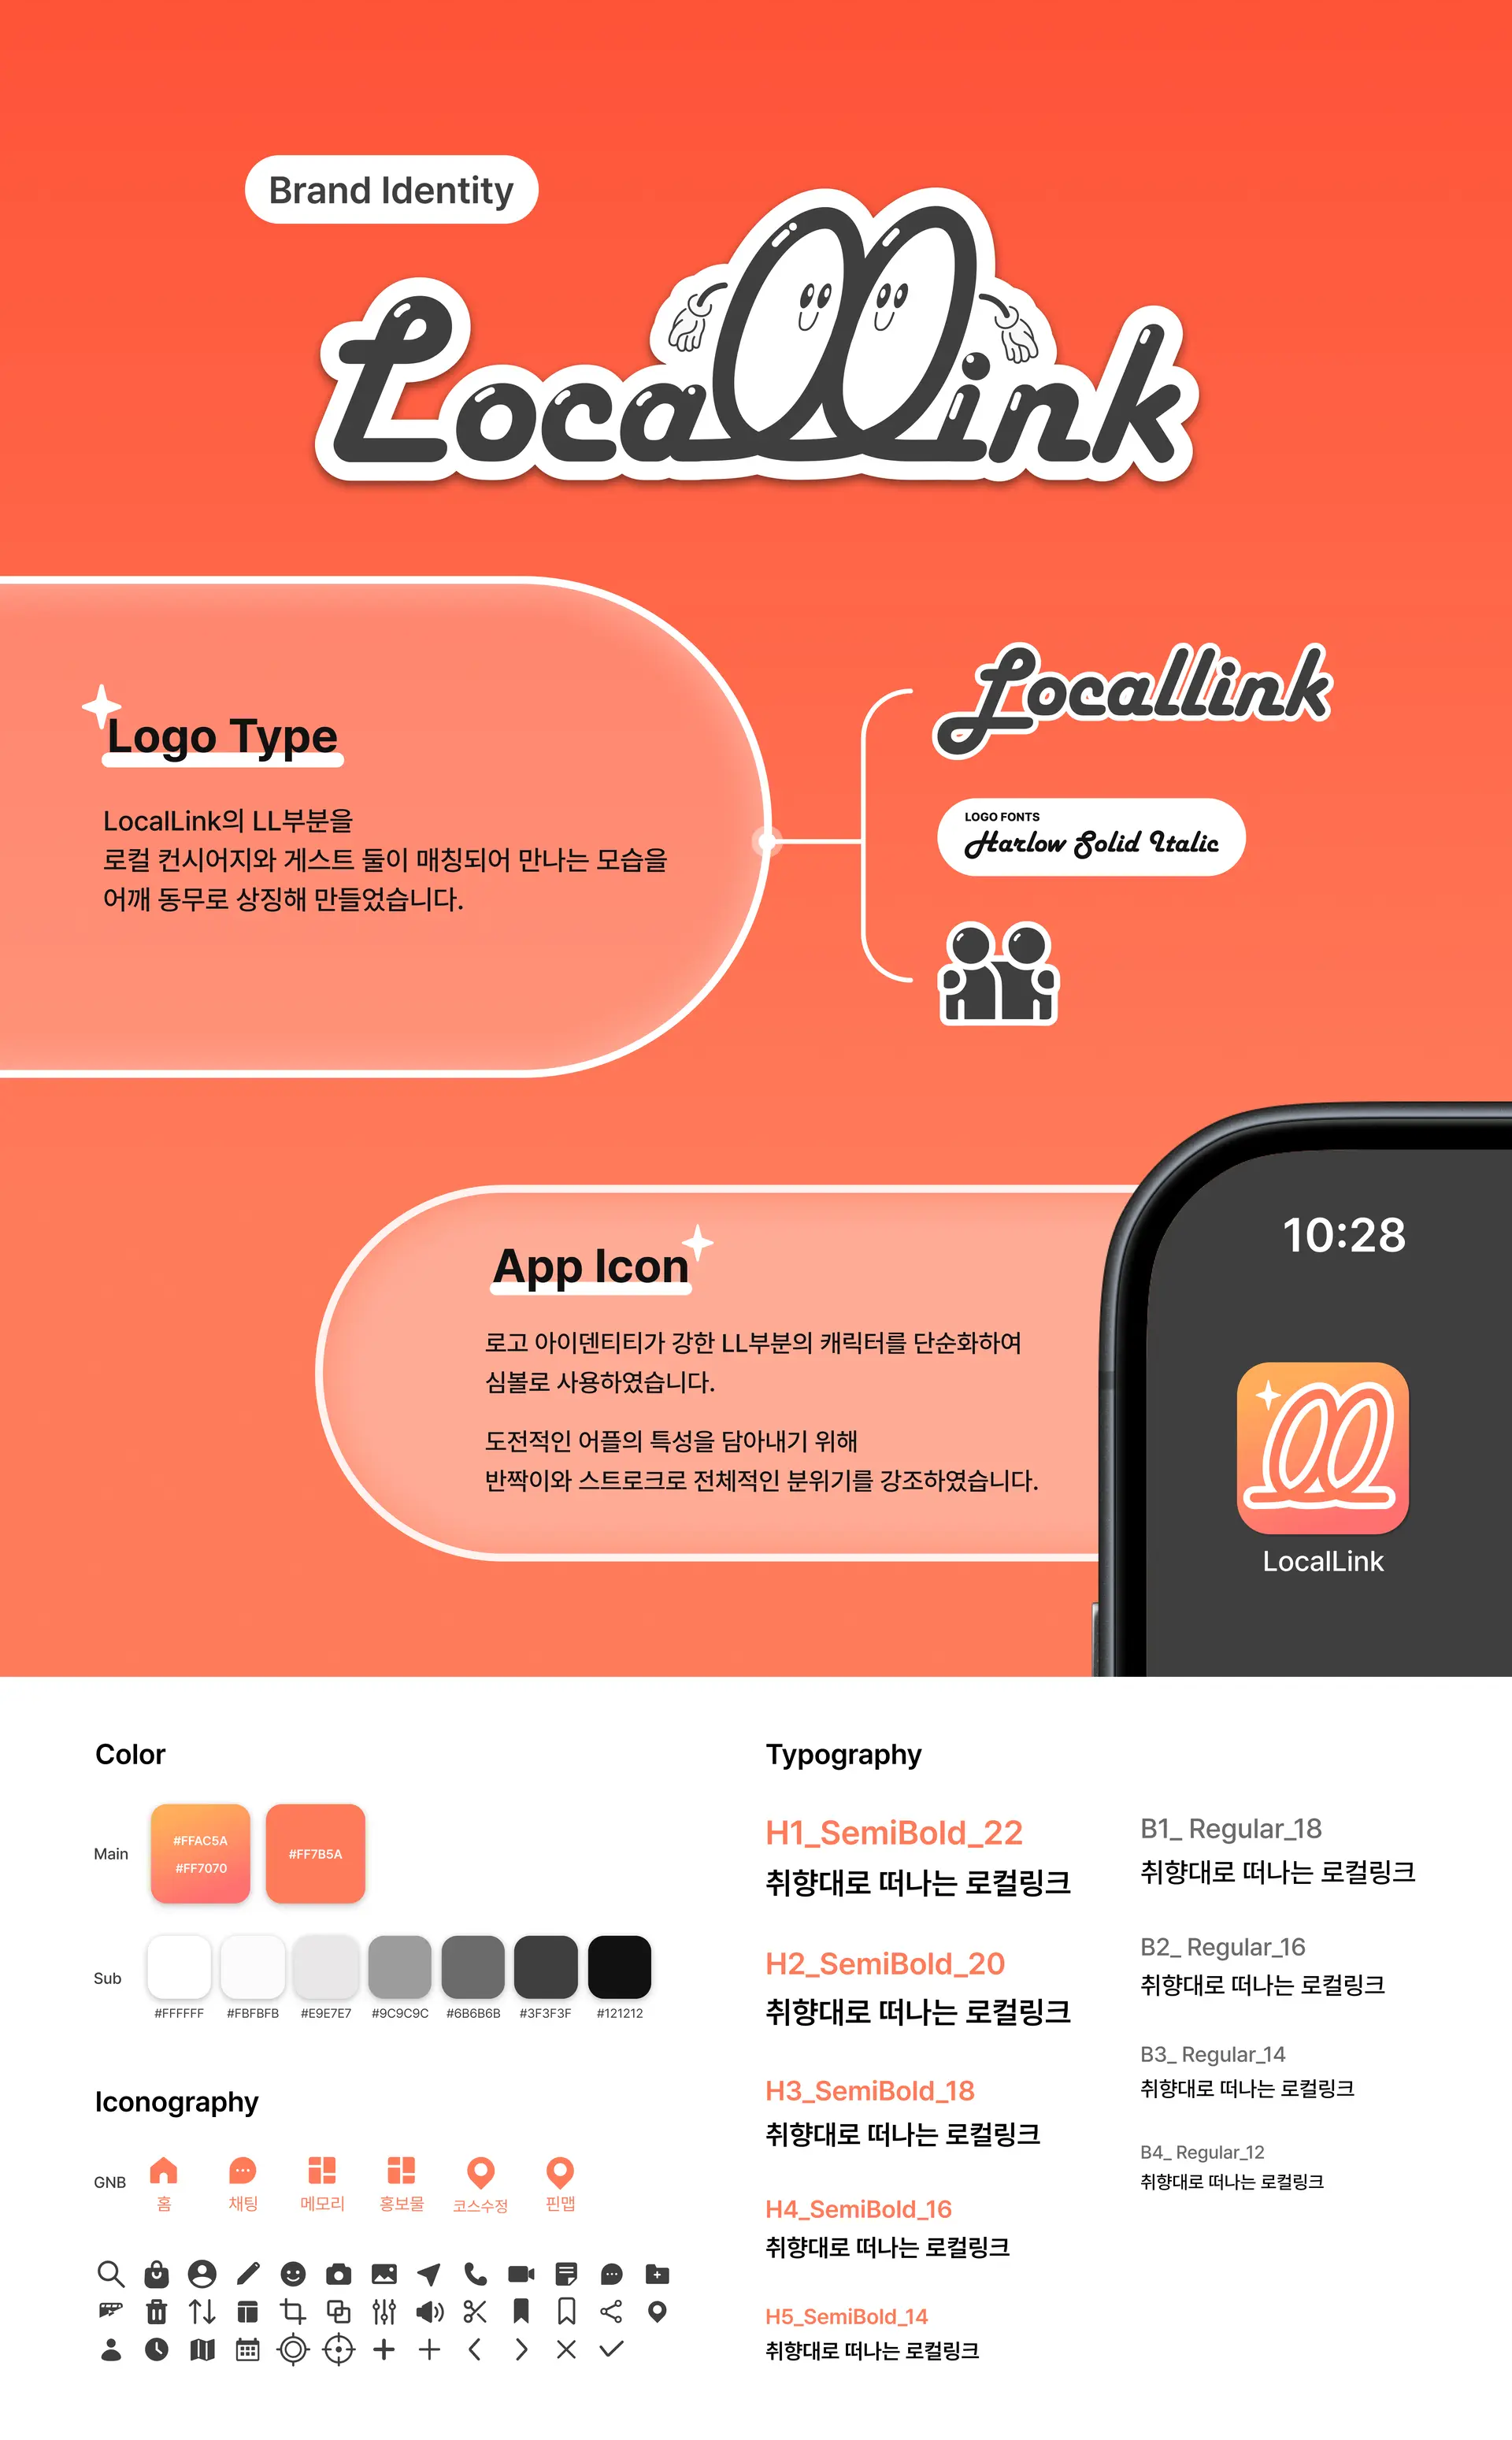 Brand Identity
Locallink
Logo Type
LocalLink의 LL부분을
로컬 컨시어지와 게스트 둘이 매칭되어 만나는 모습을
어깨 동무로 상징해 만들었습니다.
Locallink
LOGO FONTS
Harlow Solid Italic
App Icon
로고 아이덴티티가 강한 LL부분의 캐릭터를 단순화하여
심볼로 사용하였습니다.
도전적인 어플의 특성을 담아내기 위해
반짝이와 스트로크로 전체적인 분위기를 강조하였습니다.
10:28
LocalLink
Color
Main
#FFAC5A
#FF7070
#FF7B5A
Sub
#FFFFFF #FBFBFB #E9E7E7 #9C9C9C #6B6B6B #3F3F3F #121212
Iconography
GNB
홈 채팅 메모리 홍보물 코스수정 핀맵
Typography
H1_SemiBold_22
취향대로 떠나는 로컬링크
H2_SemiBold_20
취향대로 떠나는 로컬링크
H3_SemiBold_18
취향대로 떠나는 로컬링크
H4_SemiBold_16
취향대로 떠나는 로컬링크
H5_SemiBold_14
취향대로 떠나는 로컬링크
B1_ Regular_18
취향대로 떠나는 로컬링크
B2_ Regular_16
취향대로 떠나는 로컬링크
B3_ Regular_14
취향대로 떠나는 로컬링크
B4_ Regular_12
취향대로 떠나는 로컬링크